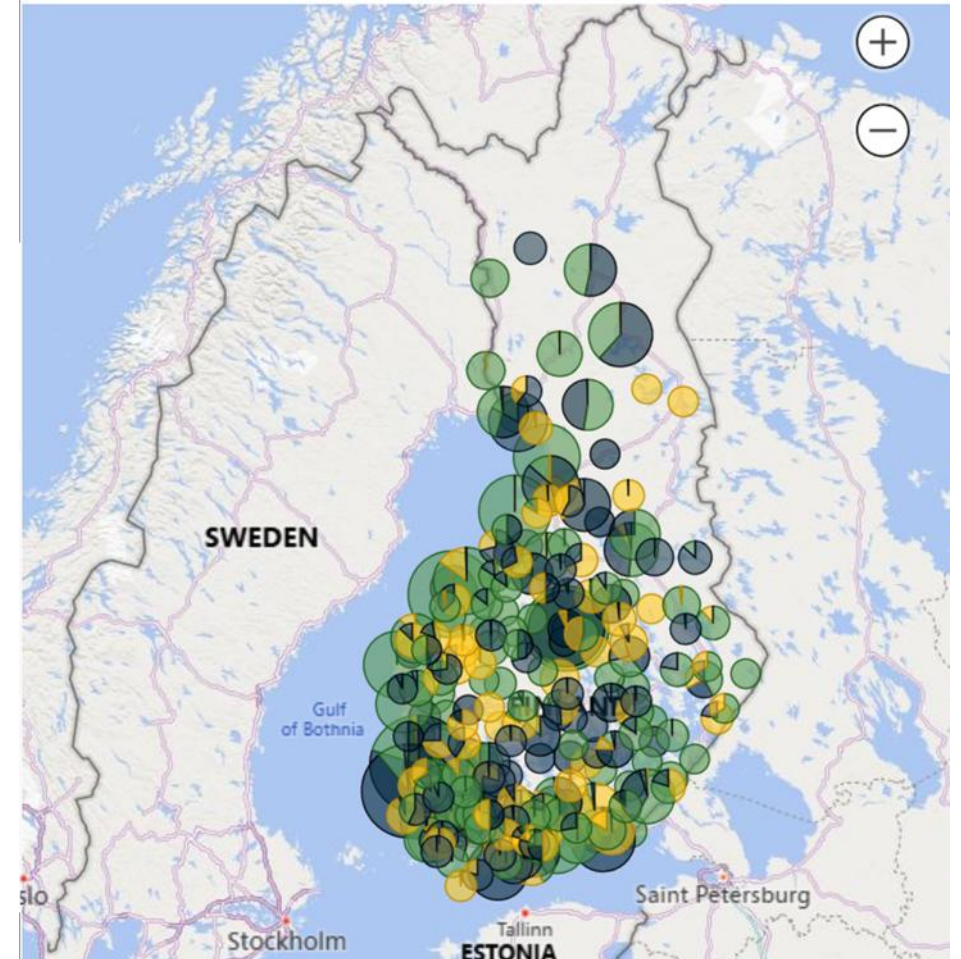 +
−
SWEDEN
Gulf
of Bothnia
slo
Saint Petersburg
Stockholm
Tallinn
ESTONIA